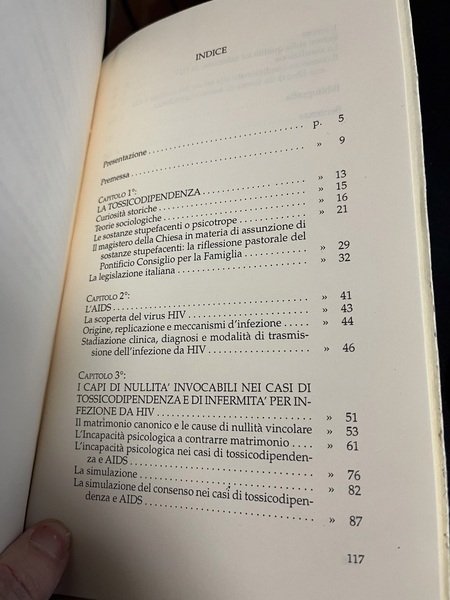 INDICE
Presentazione . . . . . . . . . . . . . . . . . . . . . . p. 5
Premessa . . . . . . . . . . . . . . . . . . . . . . . . . » 9
CAPITOLO 1°:
LA TOSSICODIPENDENZA . . . . . . . . . . . . . . . » 13
Curiosità storiche . . . . . . . . . . . . . . . . . . . . » 15
Teorie sociologiche . . . . . . . . . . . . . . . . . . . » 16
Le sostanze stupefacenti o psicotrope . . . . . . . » 21
Il magistero della Chiesa in materia di assunzione di
sostanze stupefacenti: la riflessione pastorale del
Pontificio Consiglio per la Famiglia . . . . . . . . » 29
La legislazione italiana . . . . . . . . . . . . . . . . . » 32
CAPITOLO 2°:
L'AIDS . . . . . . . . . . . . . . . . . . . . . . . . . . . » 41
La scoperta del virus HIV . . . . . . . . . . . . . . . » 43
Origine, replicazione e meccanismi d'infezione . . . » 44
Stadiazione clinica, diagnosi e modalità di trasmis-
sione dell'infezione da HIV . . . . . . . . . . . . . . » 46
CAPITOLO 3°:
I CAPI DI NULLITA' INVOCABILI NEI CASI DI
TOSSICODIPENDENZA E DI INFERMITA' PER IN-
FEZIONE DA HIV . . . . . . . . . . . . . . . . . . . . » 51
Il matrimonio canonico e le cause di nullità vincolare » 53
L'Incapacità psicologica a contrarre matrimonio . . . » 61
L'incapacità psicologica nei casi di tossicodipenden-
za e AIDS . . . . . . . . . . . . . . . . . . . . . . . . . » 76
La simulazione . . . . . . . . . . . . . . . . . . . . . . » 82
La simulazione del consenso nei casi di tossicodipen-
denza e AIDS . . . . . . . . . . . . . . . . . . . . . . » 87
117